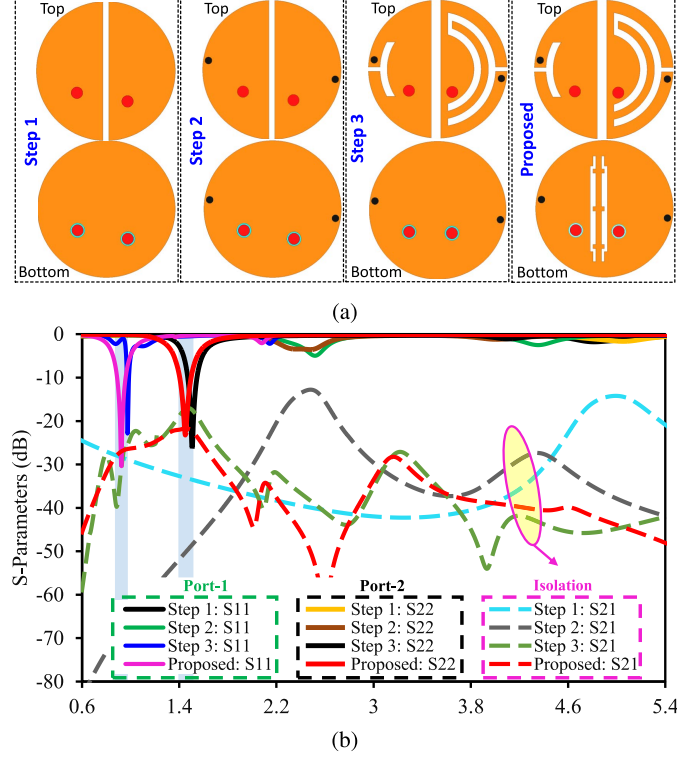 Top
Top
Top
Top
Step 1
Step 2
Step 3
Proposed
Bottom
Bottom
Bottom
Bottom
(a)
S-Parameters (dB)
0
-10
-20
-30
-40
-50
-60
-70
-80
Port-1
Step 1: S11
Step 2: S11
Step 3: S11
Proposed: S11
Port-2
Step 1: S22
Step 2: S22
Step 3: S22
Proposed: S22
Isolation
Step 1: S21
Step 2: S21
Step 3: S21
Proposed: S21
0.6
1.4
2.2
3
3.8
4.6
5.4
(b)